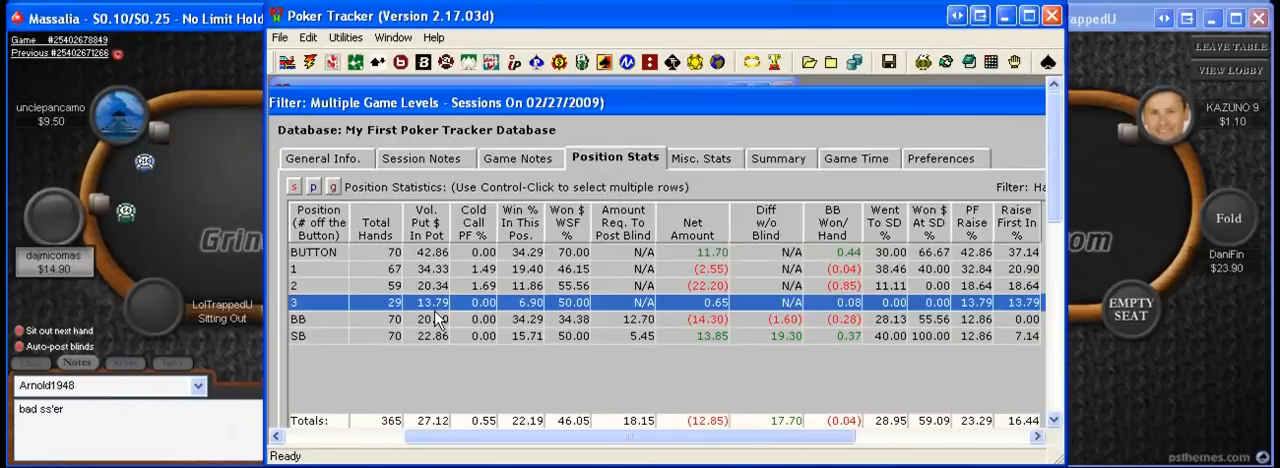 Massalia - $0.10/$0.25 - No Limit Hold
Poker Tracker (Version 2.17.03d)
rappedU
Game #25402678849
Previous #25402671266
File Edit Utilities Window Help
LEAVE TABLE
VIEW LOBBY
Filter: Multiple Game Levels - Sessions On 02/27/2009)
unclepancamo
$9.50
KAZUNO 9
$1.10
Database: My First Poker Tracker Database
General Info. Session Notes Game Notes Position Stats Misc. Stats Summary Game Time Preferences
s p g Position Statistics: (Use Control-Click to select multiple rows) Filter: Ha
Position (# off the Button) Total Hands Vol. Put $ In Pot Cold Call PF % Win % In This Pos. Won $ WSF % Amount Req. To Post Blind Net Amount Diff w/o Blind BB Won/ Hand Went To SD % Won $ At SD % PF Raise % Raise First In %
BUTTON 70 42.86 0.00 34.29 70.00 N/A 11.70 N/A 0.44 30.00 66.67 42.86 37.14
1 67 34.33 1.49 19.40 46.15 N/A (2.55) N/A (0.04) 38.46 40.00 32.84 20.90
2 59 20.34 1.69 11.86 55.56 N/A (22.20) N/A (0.85) 11.11 0.00 18.64 16.95
3 29 13.79 0.00 6.90 50.00 N/A 0.65 N/A 0.08 0.00 0.00 13.79 13.79
BB 70 0.00 34.29 34.38 12.70 (14.30) (1.60) (0.28) 28.13 55.56 12.86 0.00
SB 70 22.86 0.00 15.71 50.00 5.45 13.85 19.30 0.37 40.00 100.00 12.86 7.14
Totals: 365 27.12 0.55 22.19 46.05 18.15 (12.85) 17.70 (0.04) 28.95 59.09 23.29 16.44
Ready
Grin
om
dajmicomas
$14.90
LolTrappedU
Sitting Out
Fold
DaniFin
$23.90
EMPTY
SEAT
Sit out next hand
Auto-post blinds
Notes
Arnold1948
bad ss'er
psthemes.com